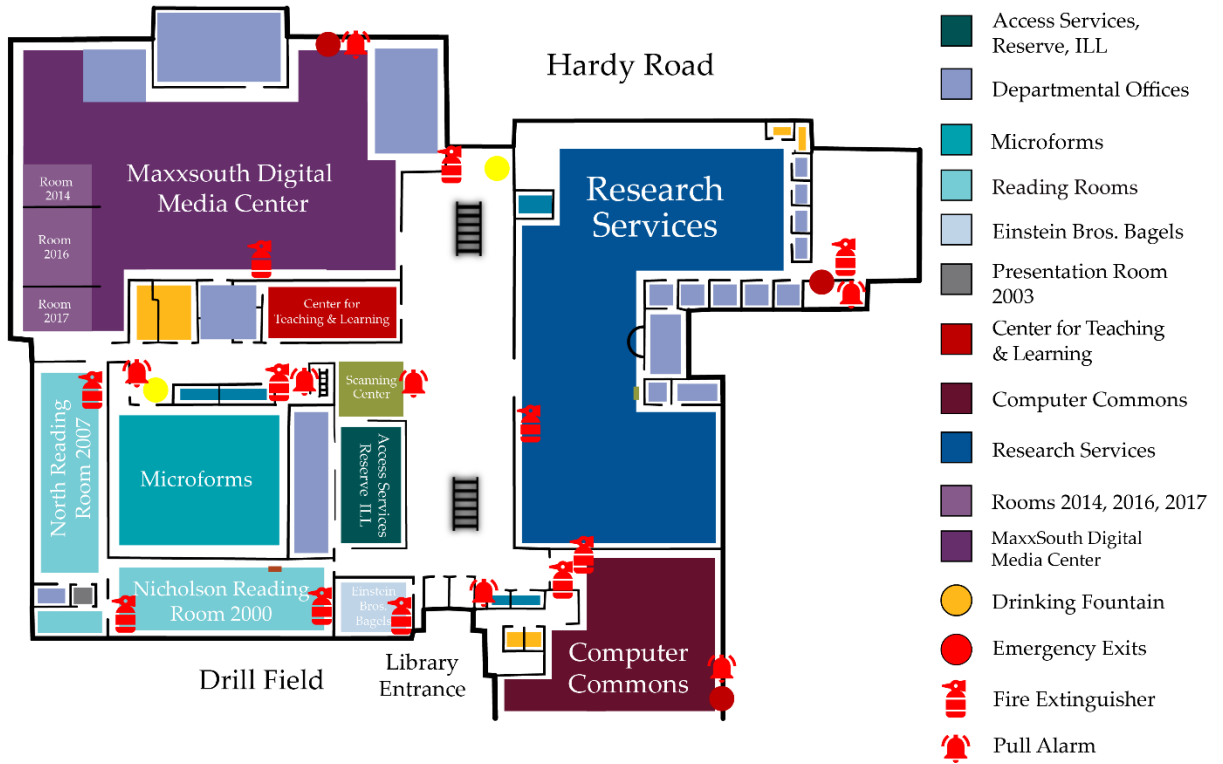 Hardy Road
Maxxsouth Digital
Media Center
Room
2014
Room
2016
Room
2017
Research
Services
Center for
Teaching & Learning
Scanning
Center
North Reading
Room 2007
Microforms
Access Services
Reserve ILL
Nicholson Reading
Room 2000
Einstein
Bros.
Bagels
Computer
Commons
Drill Field
Library
Entrance
Access Services,
Reserve, ILL
Departmental Offices
Microforms
Reading Rooms
Einstein Bros. Bagels
Presentation Room
2003
Center for Teaching
& Learning
Computer Commons
Research Services
Rooms 2014, 2016, 2017
MaxxSouth Digital
Media Center
Drinking Fountain
Emergency Exits
Fire Extinguisher
Pull Alarm